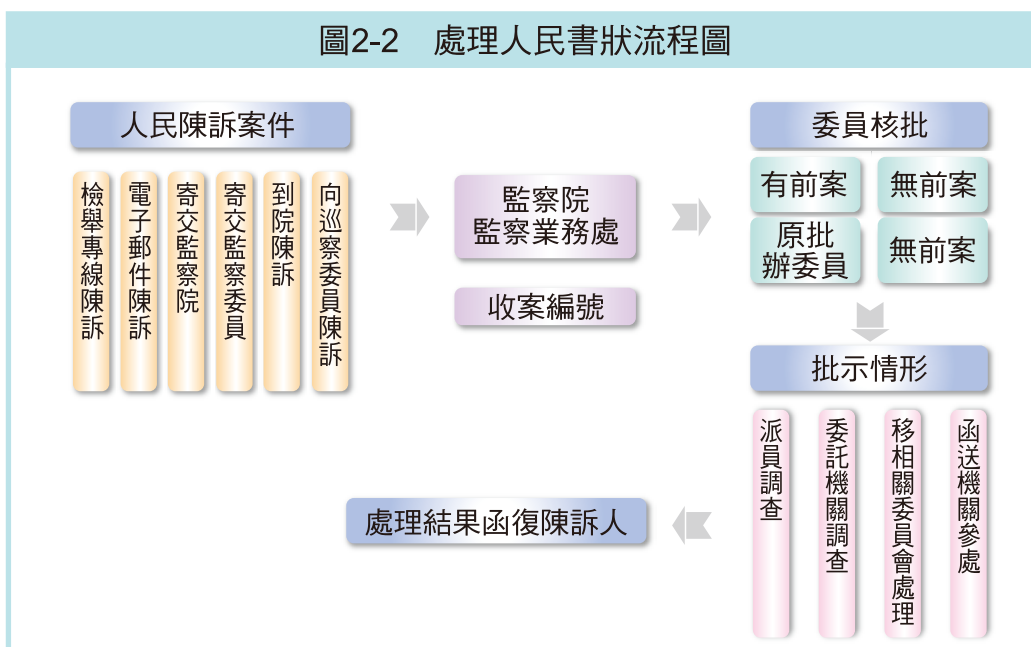 圖2-2　處理人民書狀流程圖
人民陳訴案件
檢舉專線陳訴
電子郵件陳訴
寄交監察院
寄交監察委員
到院陳訴
向巡察委員陳訴
監察院
監察業務處
收案編號
委員核批
有前案
無前案
原批
辦委員
無前案
批示情形
派員調查
委託機關調查
移相關委員會處理
函送機關參處
處理結果函復陳訴人